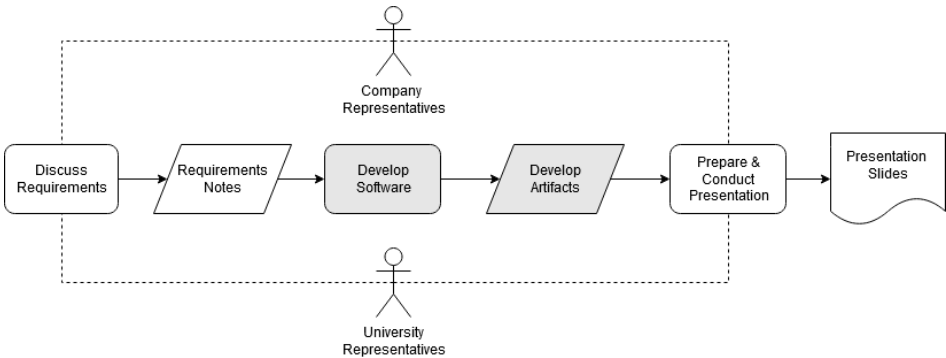 Company
Representatives
Discuss
Requirements
Requirements
Notes
Develop
Software
Develop
Artifacts
Prepare &
Conduct
Presentation
Presentation
Slides
University
Representatives